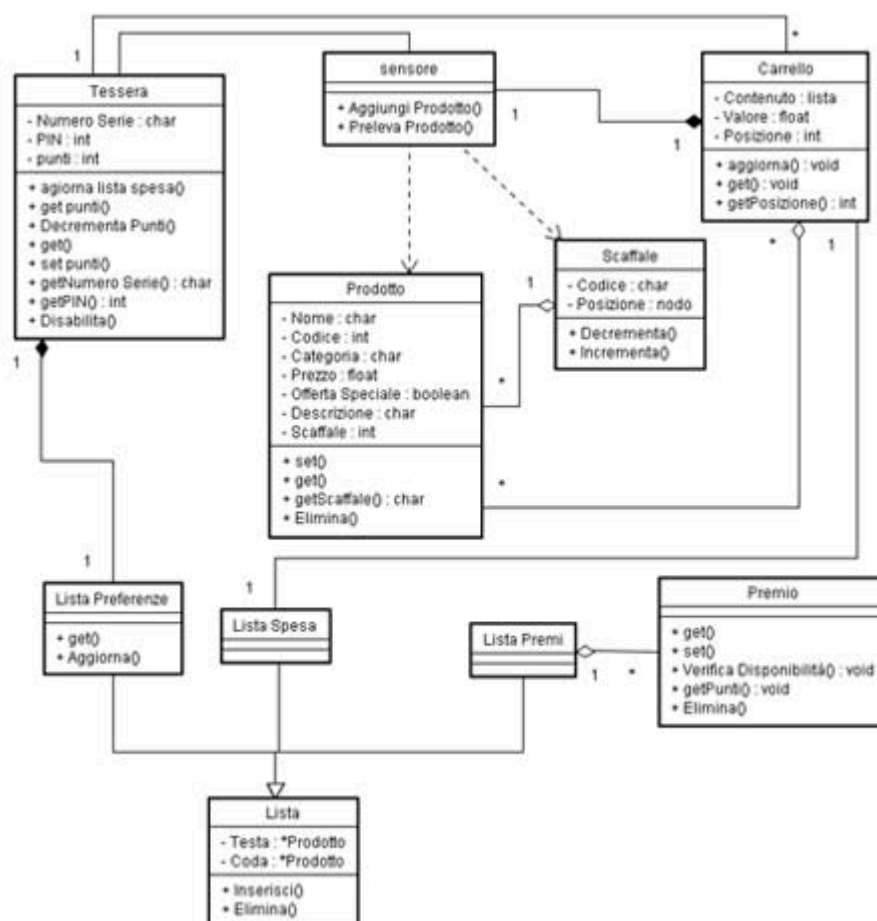 1
*
Tessera
- Numero Serie : char
- PIN : int
- punti : int
+ agiorna lista spesa()
+ get punti()
+ Decrementa Punti()
+ get()
+ set punti()
+ getNumero Serie() : char
+ getPIN() : int
+ Disabilita()
1
sensore
+ Aggiungi Prodotto()
+ Preleva Prodotto()
1
1
Carrello
- Contenuto : lista
- Valore : float
- Posizione : int
+ aggiorna() : void
+ get() : void
+ getPosizione() : int
*
1
Scaffale
- Codice : char
- Posizione : nodo
+ Decrementa()
+ Incrementa()
1
*
Prodotto
- Nome : char
- Codice : int
- Categoria : char
- Prezzo : float
- Offerta Speciale : boolean
- Descrizione : char
- Scaffale : int
+ set()
+ get()
+ getScaffale() : char
+ Elimina()
*
1
Lista Preferenze
+ get()
+ Aggiorna()
1
Lista Spesa
Lista Premi
1
*
Premio
+ get()
+ set()
+ Verifica Disponibilità() : void
+ getPunti() : void
+ Elimina()
Lista
- Testa : *Prodotto
- Coda : *Prodotto
+ Inserisci()
+ Elimina()